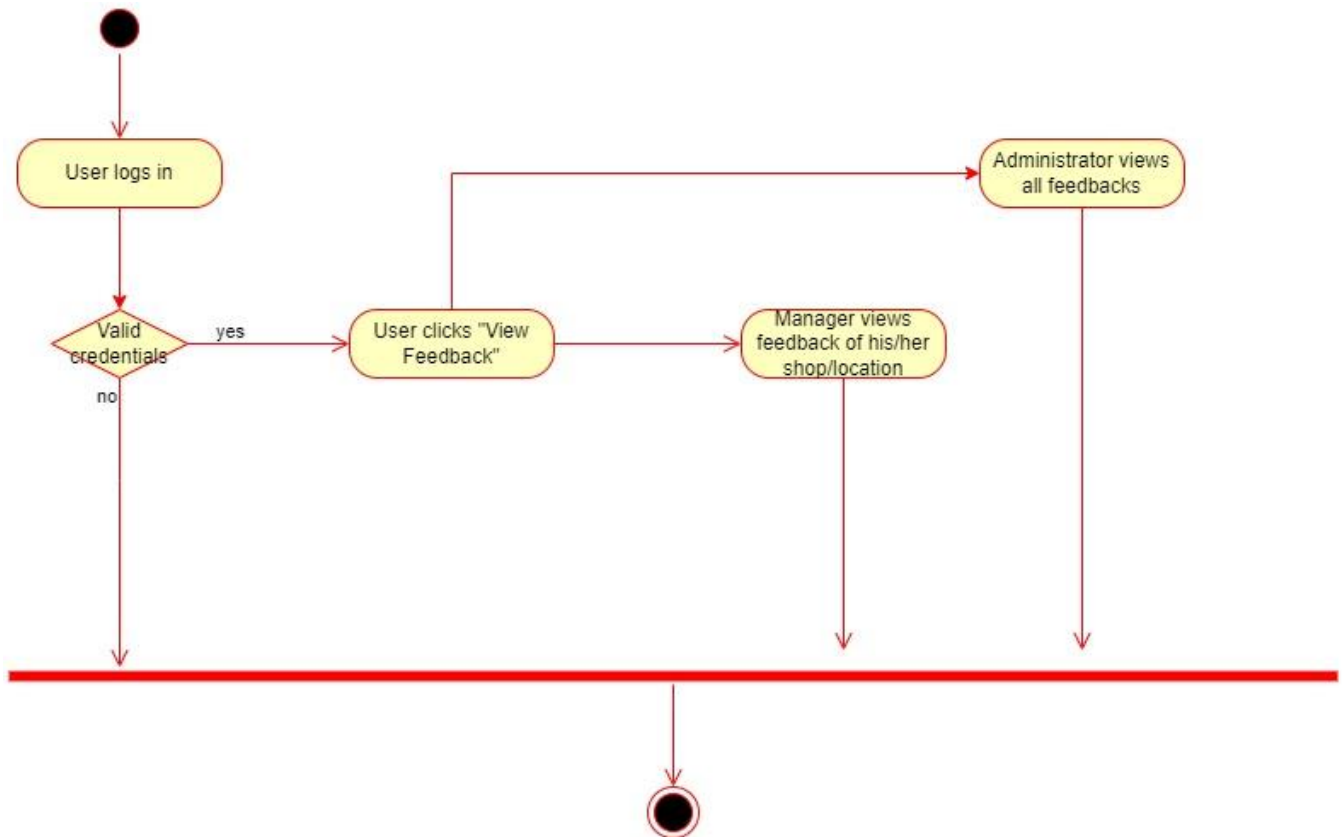 User logs in
Administrator views
all feedbacks
Valid
credentials
yes
User clicks "View
Feedback"
Manager views
feedback of his/her
shop/location
no